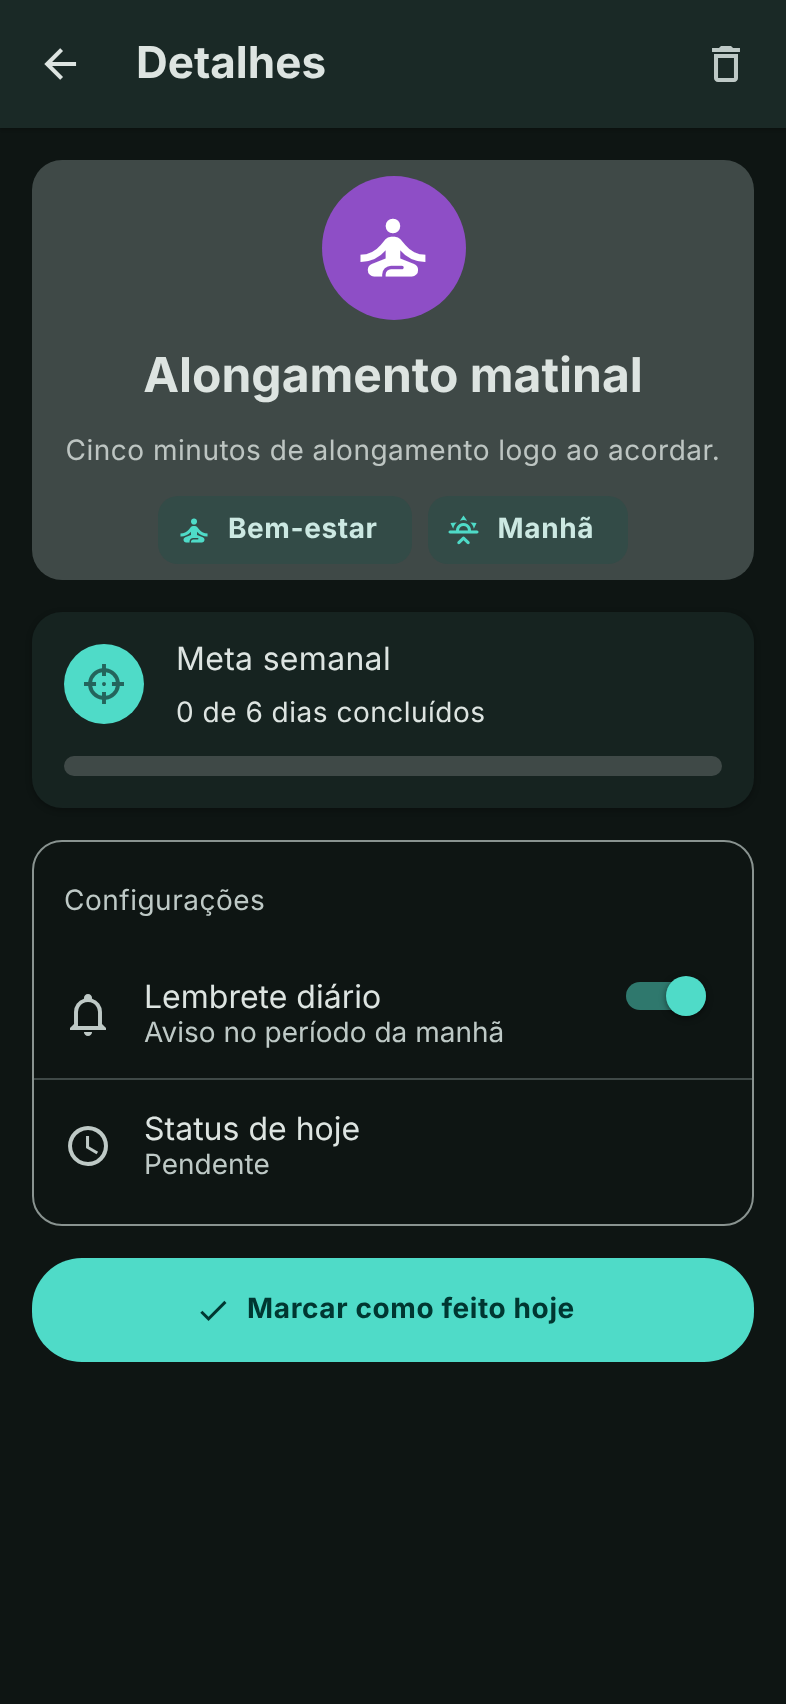 Detalhes
Alongamento matinal
Cinco minutos de alongamento logo ao acordar.
Bem-estar
Manhã
Meta semanal
0 de 6 dias concluídos
Configurações
Lembrete diário
Aviso no período da manhã
Status de hoje
Pendente
Marcar como feito hoje